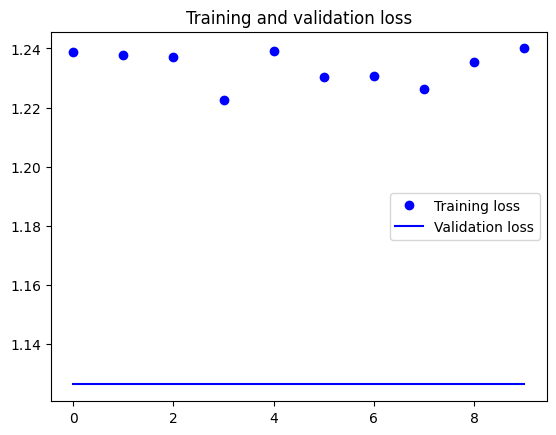 Training and validation loss
1.24
1.22
1.20
1.18
1.16
1.14
Training loss
Validation loss
0 2 4 6 8